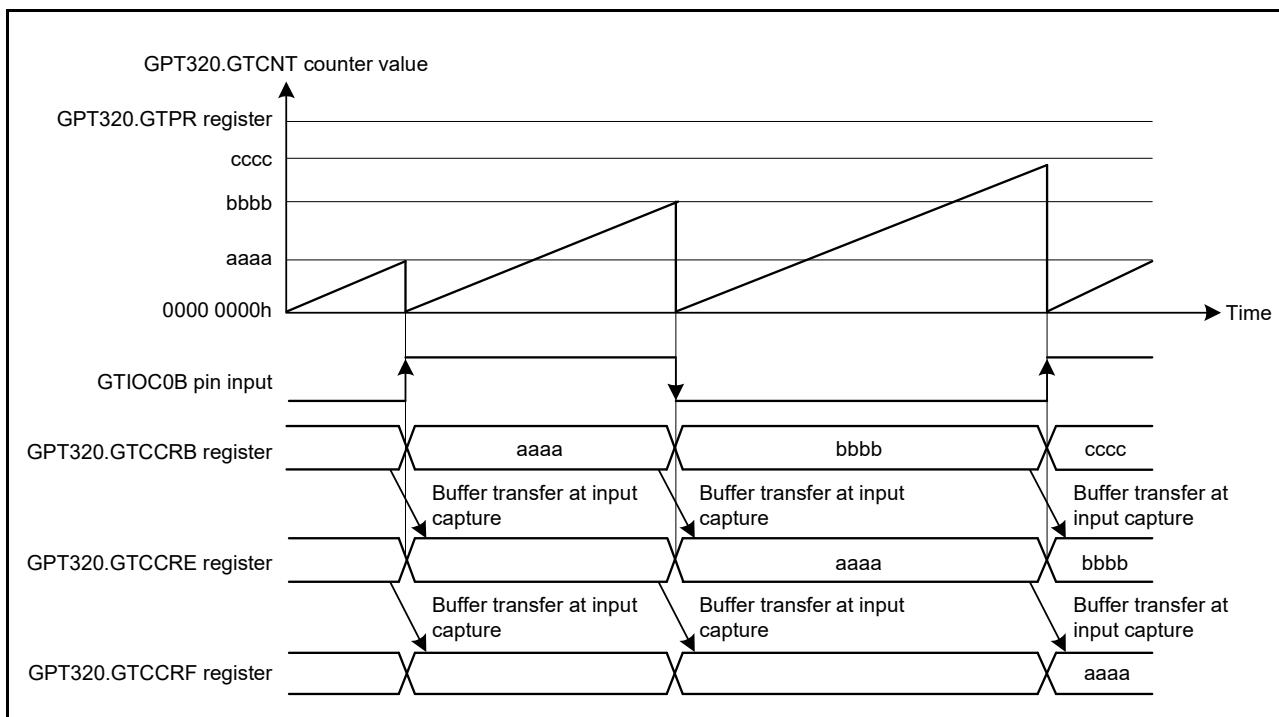 GPT320.GTCNT counter value
GPT320.GTPR register
cccc
bbbb
aaaa
0000 0000h
Time
GTIOC0B pin input
GPT320.GTCCRB register
aaaa
bbbb
cccc
Buffer transfer at input
capture
Buffer transfer at input
capture
Buffer transfer at
input capture
GPT320.GTCCRE register
aaaa
bbbb
Buffer transfer at input
capture
Buffer transfer at input
capture
Buffer transfer at
input capture
GPT320.GTCCRF register
aaaa